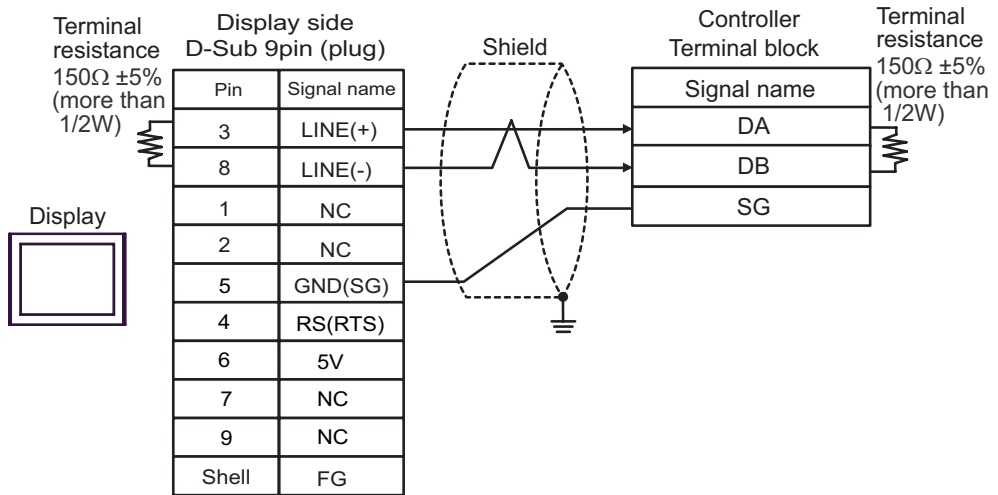 Terminal
resistance
150Ω ±5%
(more than
1/2W)
Display side
D-Sub 9pin (plug)
Pin Signal name
3 LINE(+)
8 LINE(-)
1 NC
2 NC
5 GND(SG)
4 RS(RTS)
6 5V
7 NC
9 NC
Shell FG
Display
Shield
Controller
Terminal block
Signal name
DA
DB
SG
Terminal
resistance
150Ω ±5%
(more than
1/2W)